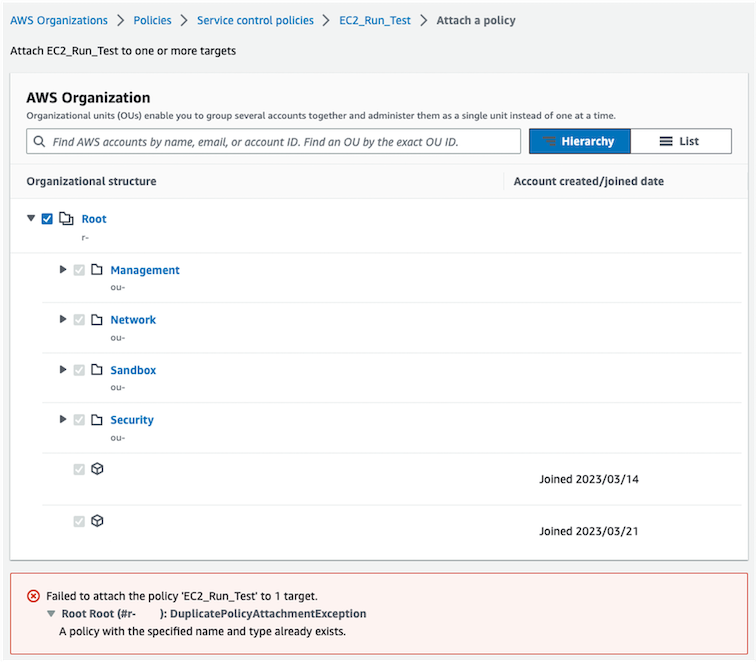 AWS Organizations > Policies > Service control policies > EC2_Run_Test > Attach a policy
Attach EC2_Run_Test to one or more targets
AWS Organization
Organizational units (OUs) enable you to group several accounts together and administer them as a single unit instead of one at a time.
Find AWS accounts by name, email, or account ID. Find an OU by the exact OU ID.
Hierarchy
List
Organizational structure
Account created/joined date
Root
r-
Management
ou-
Network
ou-
Sandbox
ou-
Security
ou-
Joined 2023/03/14
Joined 2023/03/21
Failed to attach the policy 'EC2_Run_Test' to 1 target.
Root Root (#r- ): DuplicatePolicyAttachmentException
A policy with the specified name and type already exists.